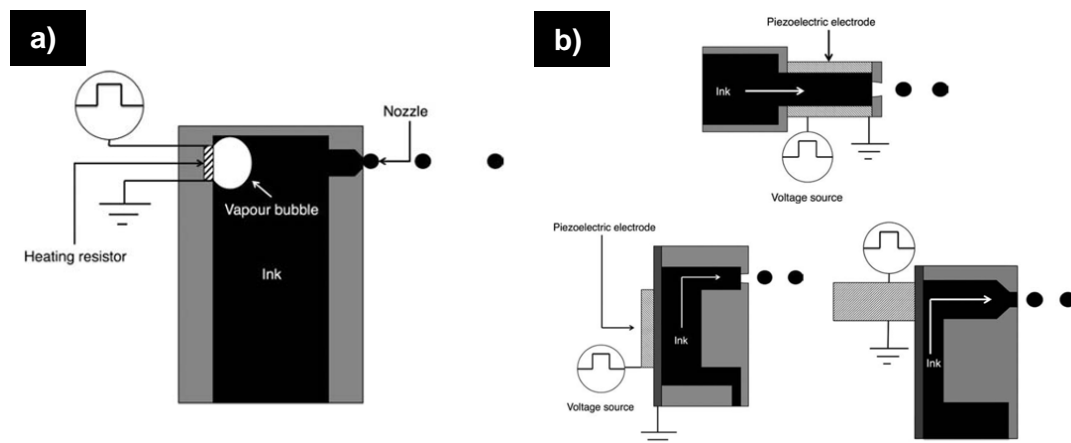 a)
Nozzle
Vapour bubble
Heating resistor
Ink
b)
Piezoelectric electrode
Ink
Voltage source
Piezoelectric electrode
Ink
Voltage source
Ink